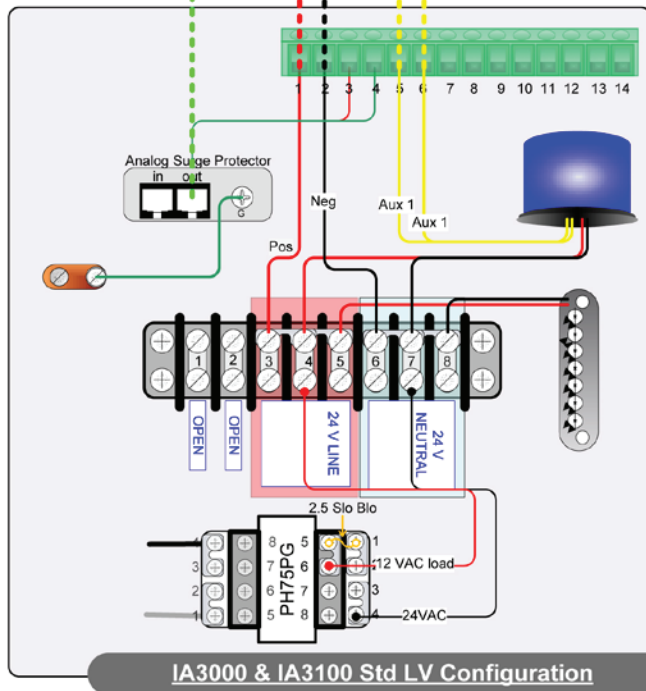 1 2 3 4 5 6 7 8 9 10 11 12 13 14
Analog Surge Protector
in out
G
Neg
Aux 1
Aux 1
Pos
1 2 3 4 5 6 7 8
OPEN
OPEN
24 V LINE
24 V
NEUTRAL
2.5 Slo Blo
4 8 5 1
3 7 6 2 12 VAC load
2 6 7 3
1 5 8 4 24VAC
PH75PG
IA3000 & IA3100 Std LV Configuration